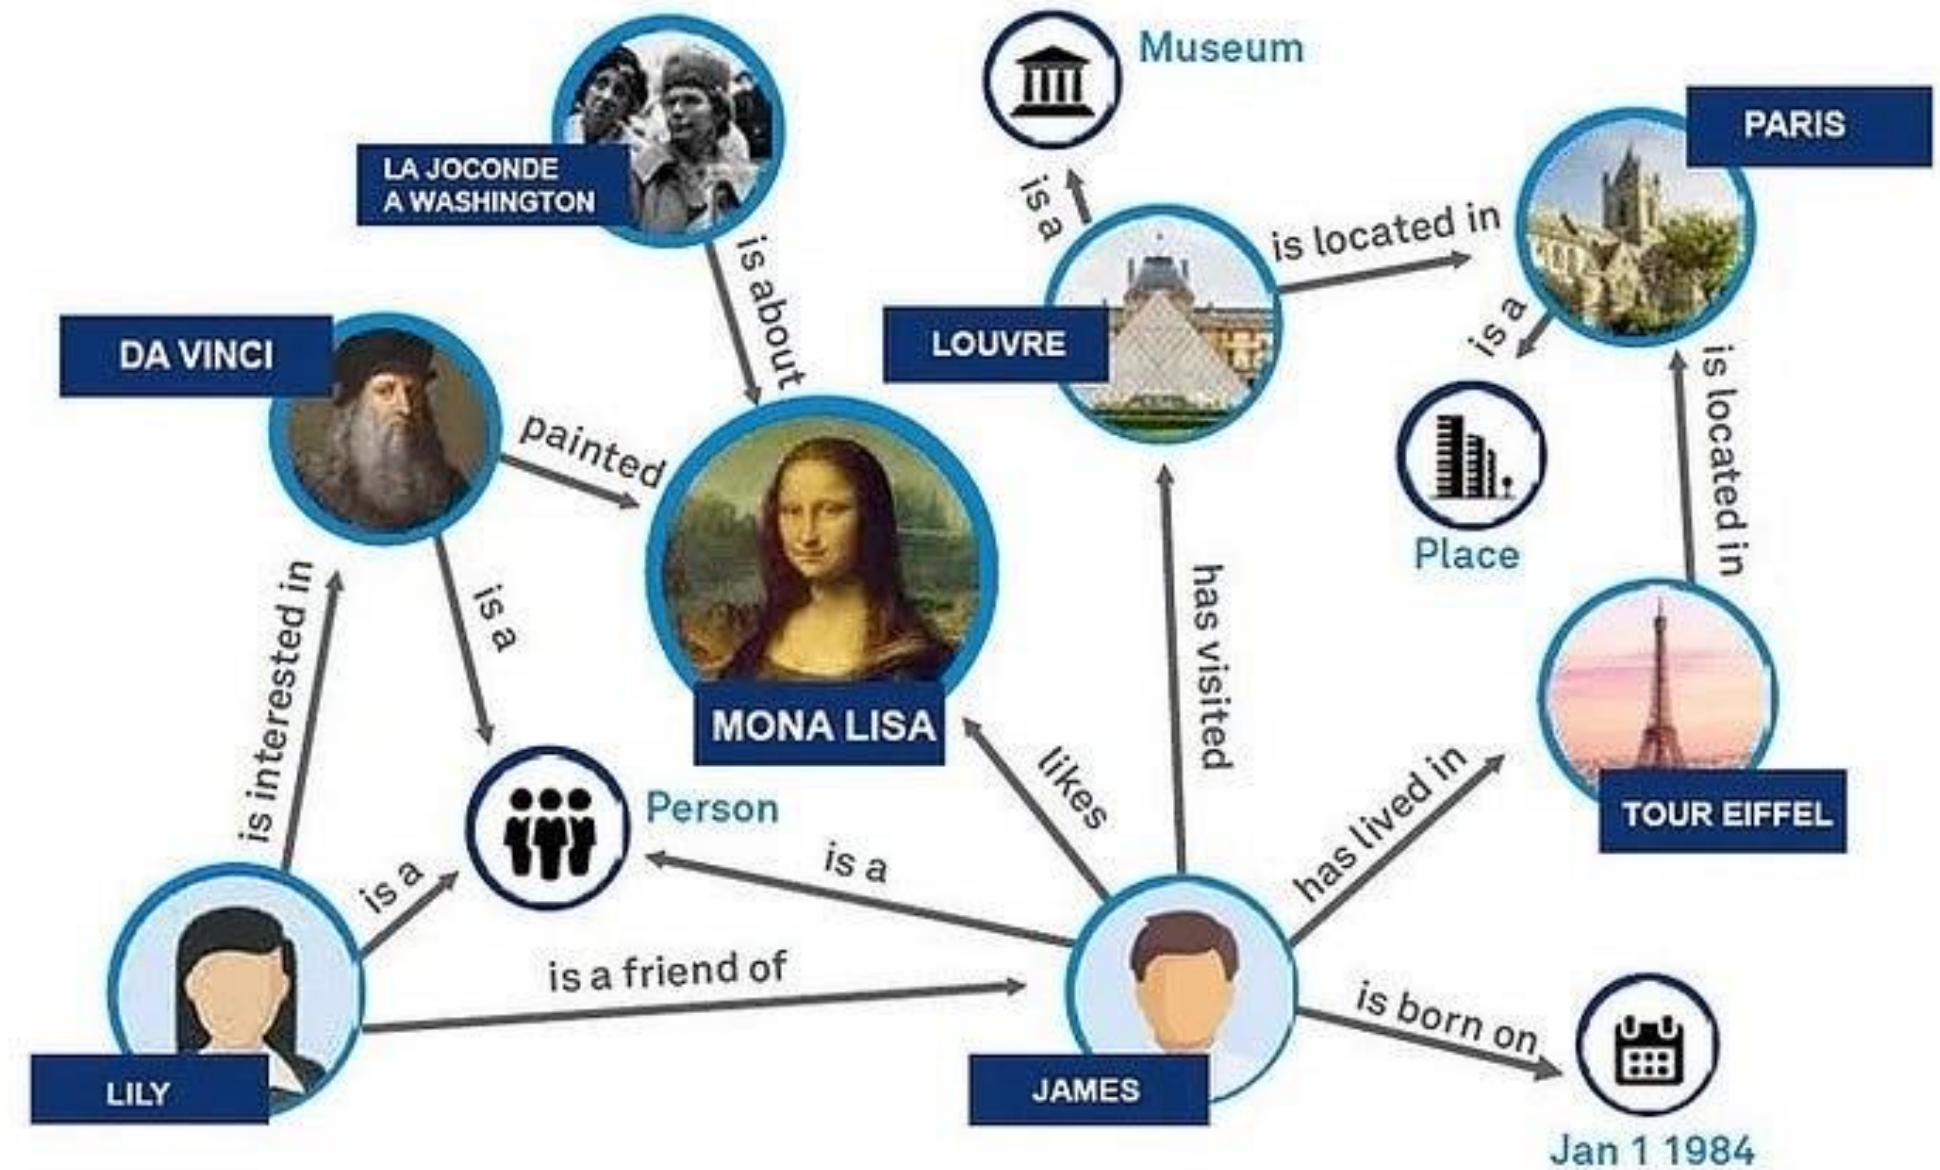 Museum
PARIS
LA JOCONDE
A WASHINGTON
is a
is located in
is about
DA VINCI
LOUVRE
is a
is located in
painted
Place
is a
has visited
is interested in
MONA LISA
likes
has lived in
TOUR EIFFEL
Person
is a
is a
is a friend of
is born on
LILY
JAMES
Jan 1 1984